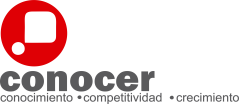 conocer
conocimiento • competitividad • crecimiento